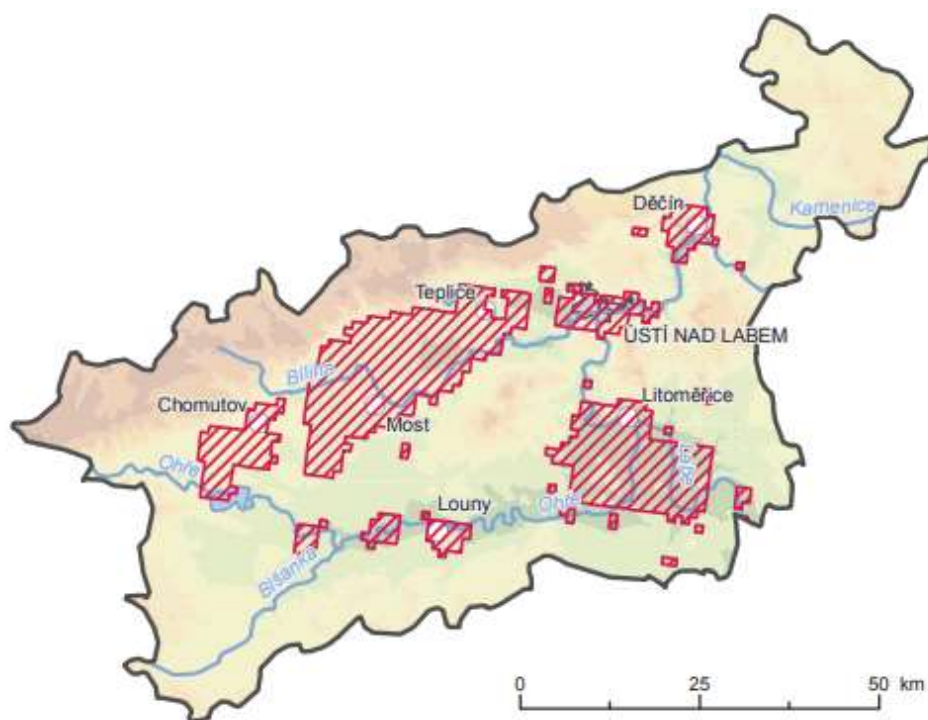 Děčín
Kamenice
Teplice
ÚSTÍ NAD LABEM
Bílina
Litoměřice
Chomutov
Most
Labe
Ohře
Louny
Ohře
Blšanka
0 25 50 km